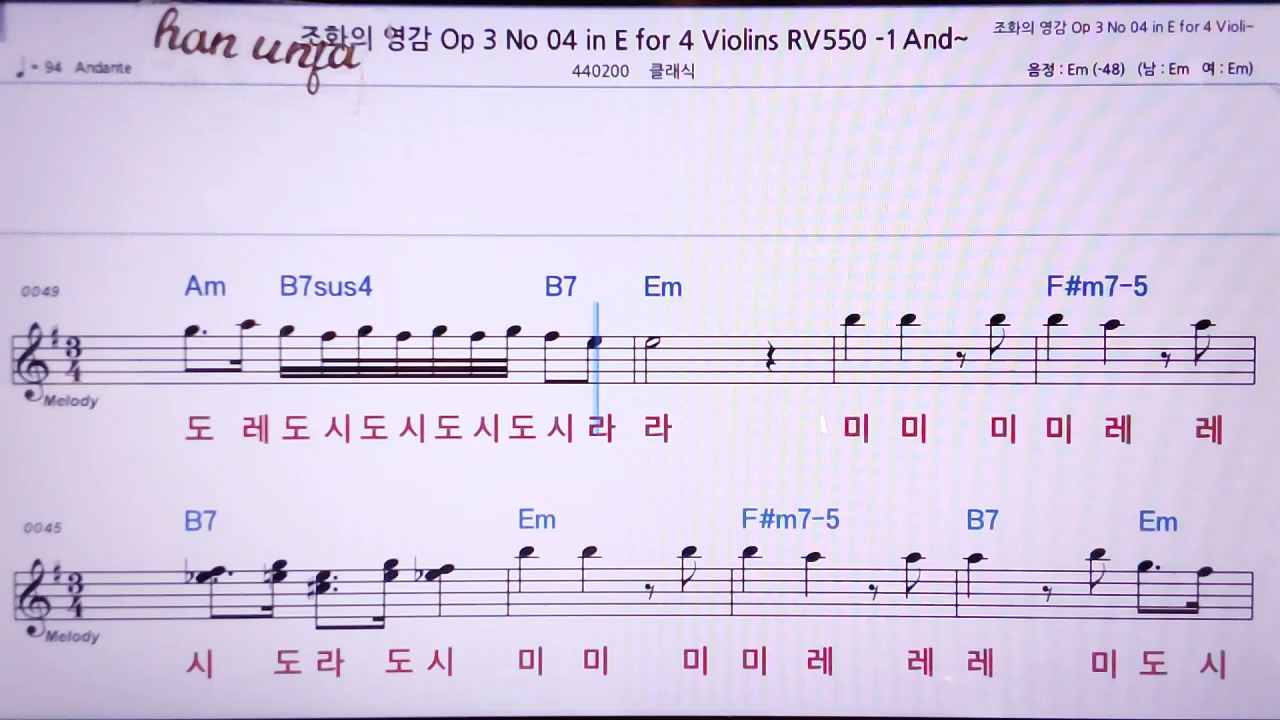 han unja
조화의 영감 Op 3 No 04 in E for 4 Violins RV550 -1 And~
조화의 영감 Op 3 No 04 in E for 4 Violi~
♩= 94 Andante
440200 클래식
음정 : Em (-48) (남 : Em 여 : Em)
0049 Am B7sus4 B7 Em F#m7-5
3 4
Melody
도 레 도 시 도 시 도 시 도 시 라 라 미 미 미 미 레 레
0045 B7 Em F#m7-5 B7 Em
3 4
Melody
시 도 라 도 시 미 미 미 미 레 레 레 미 도 시